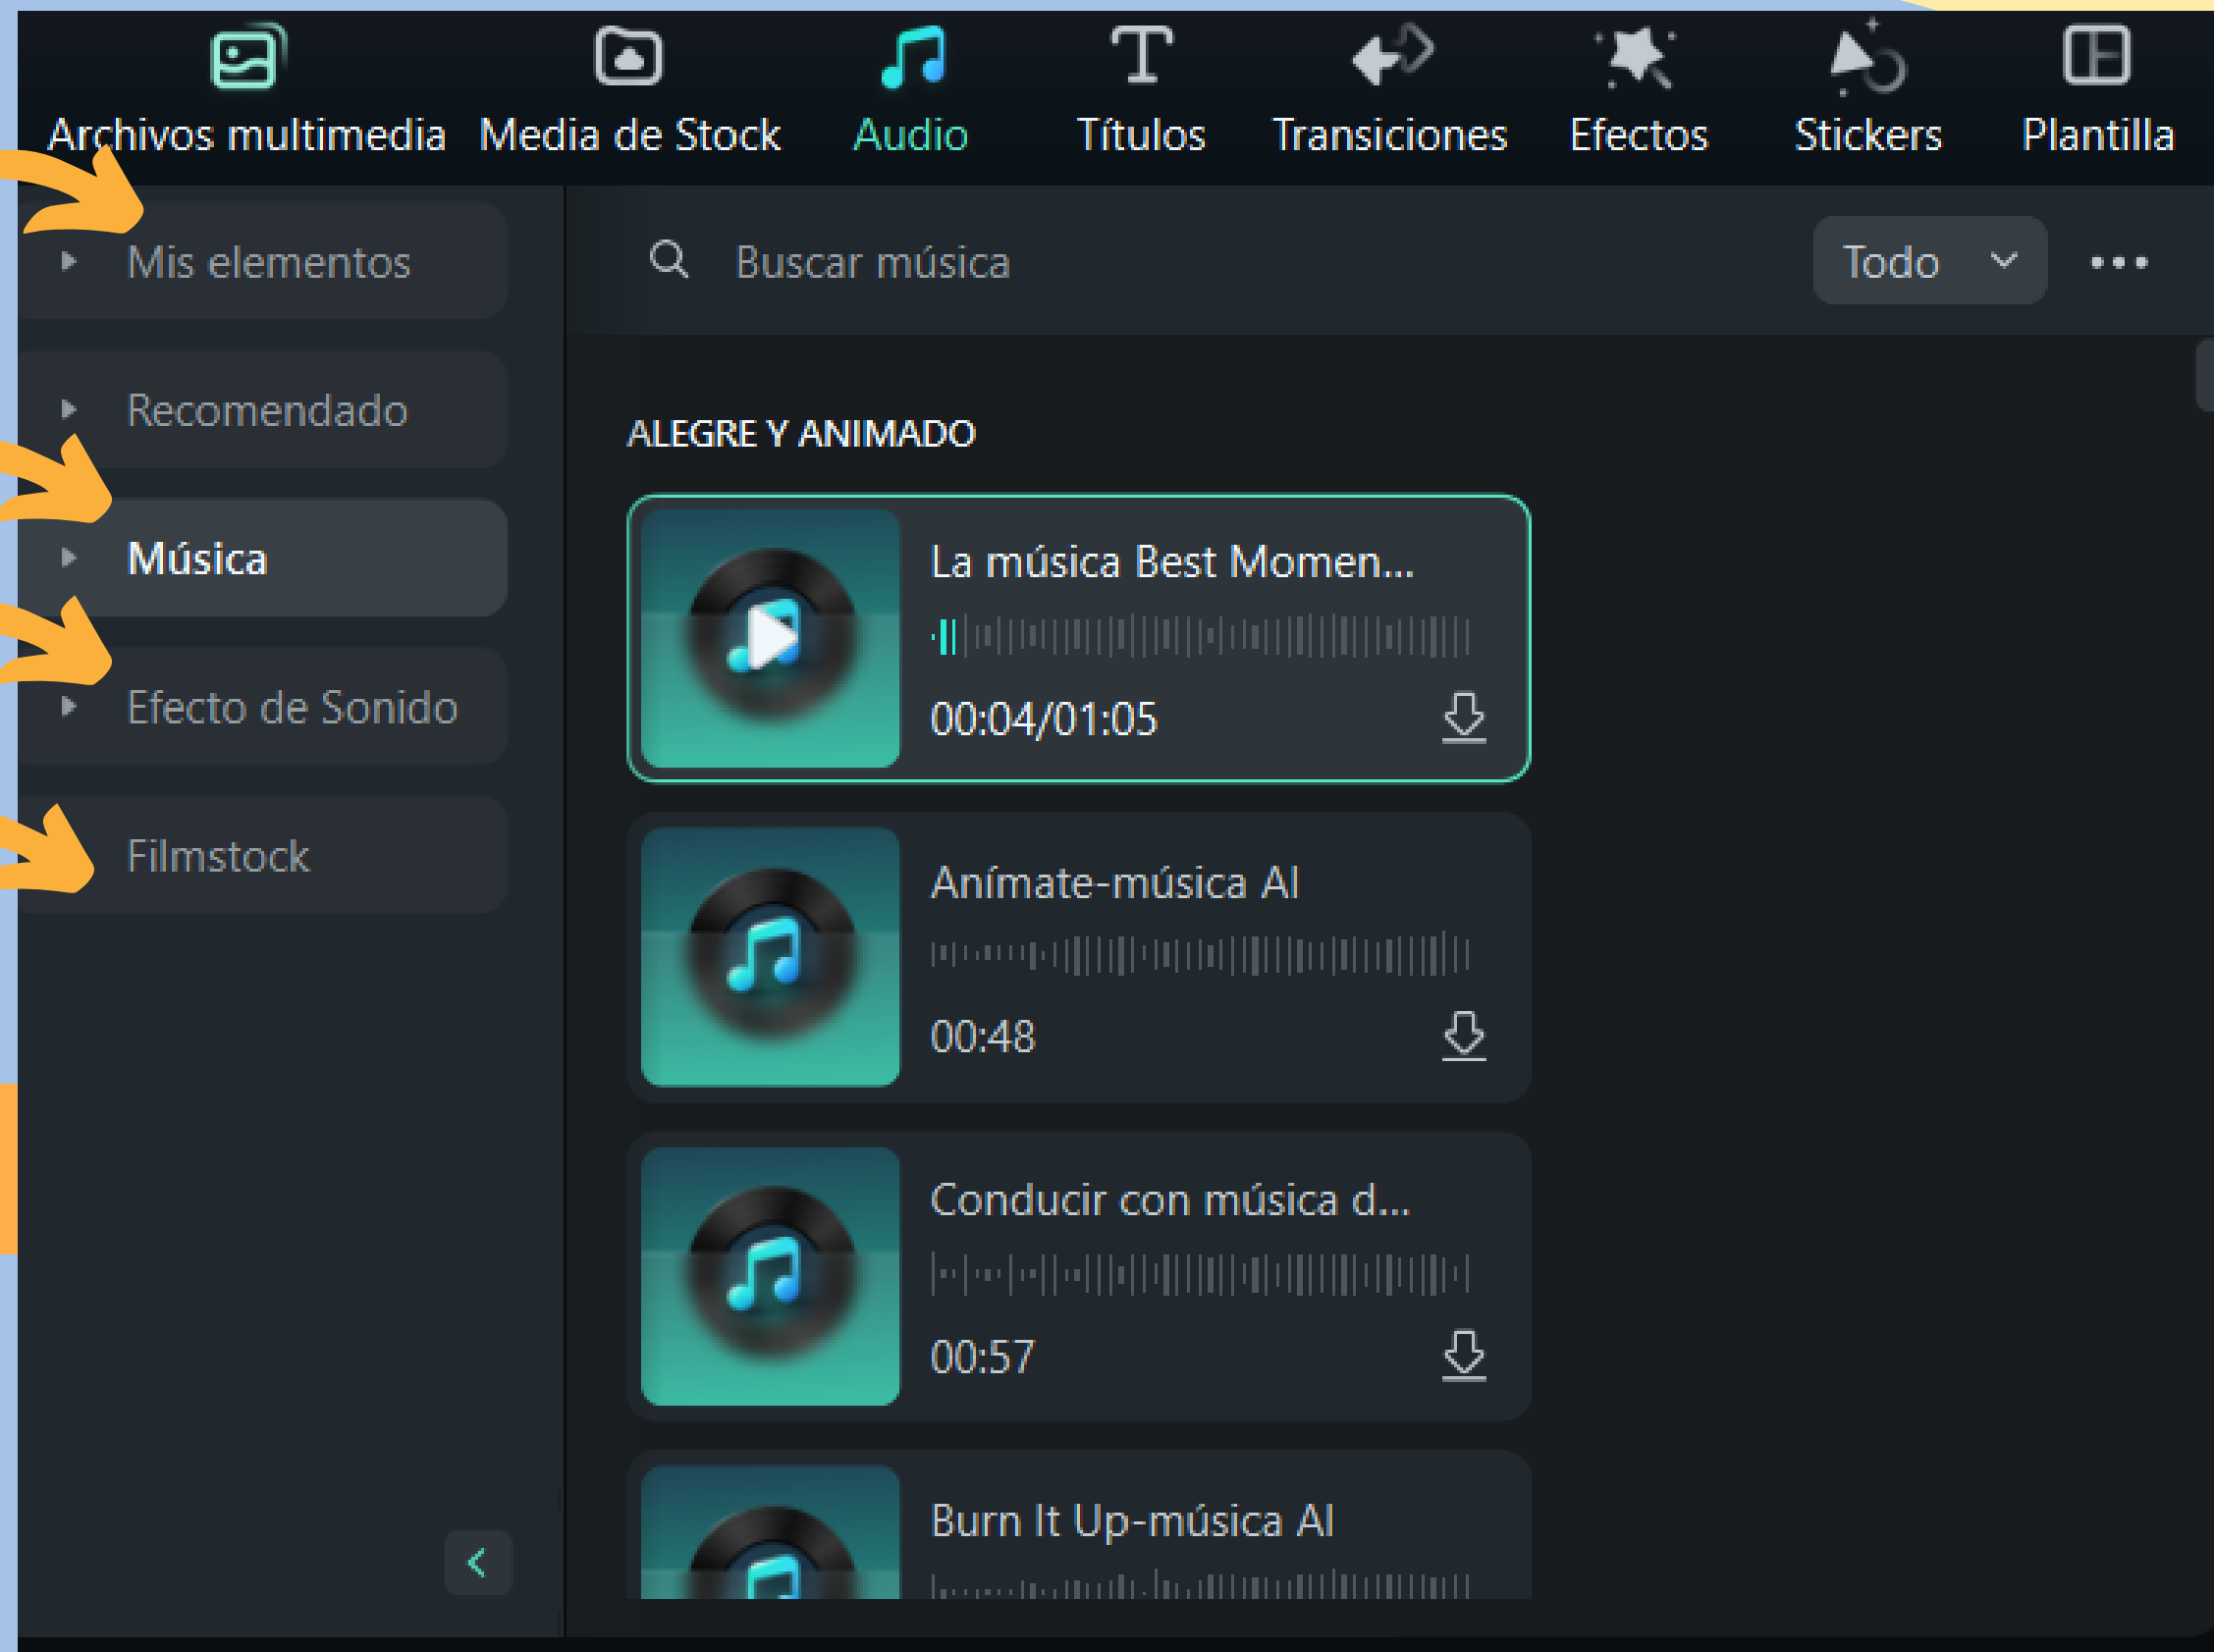 Archivos multimedia
Media de Stock
Audio
Títulos
Transiciones
Efectos
Stickers
Plantilla
Mis elementos
Recomendado
Música
Efecto de Sonido
Filmstock
Buscar música
Todo
ALEGRE Y ANIMADO
La música Best Momen...
00:04/01:05
Anímate-música AI
00:48
Conducir con música d...
00:57
Burn It Up-música AI